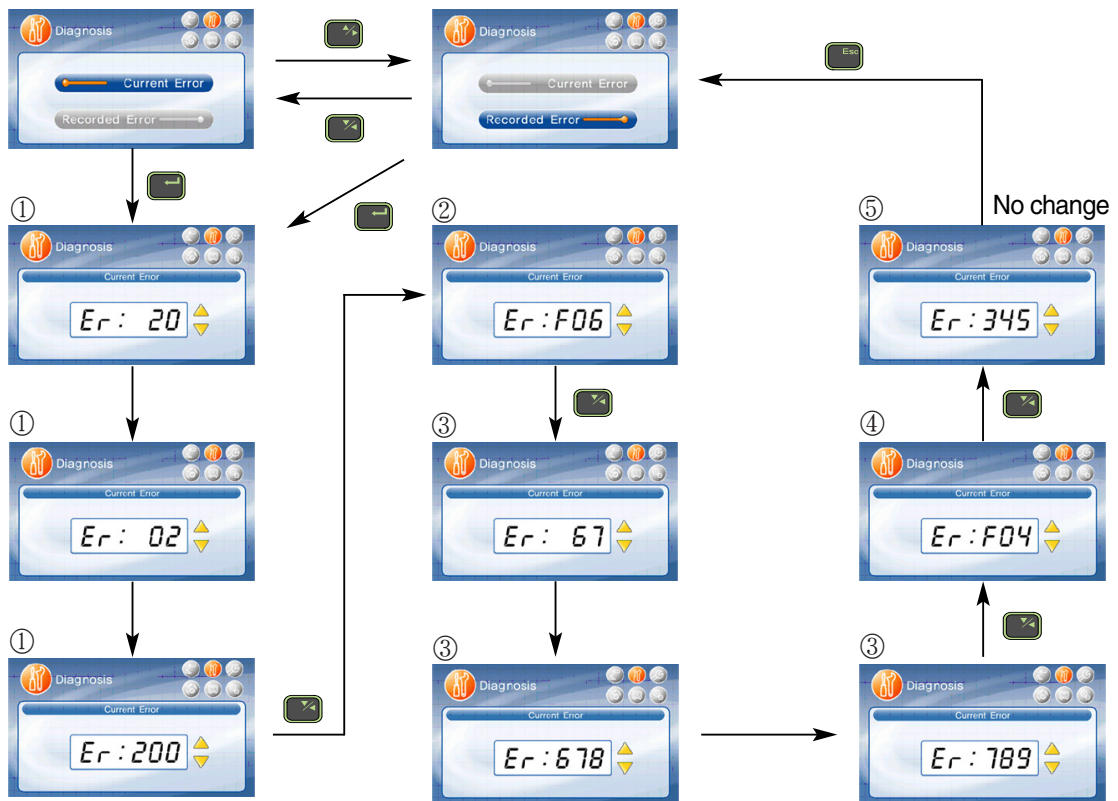 Diagnosis
Current Error
Recorded Error
Diagnosis
Current Error
Recorded Error
Esc
①
Diagnosis
Current Error
Er: 20
②
Diagnosis
Current Error
Er:F06
⑤
No change
Diagnosis
Current Error
Er:345
①
Diagnosis
Current Error
Er: 02
③
Diagnosis
Current Error
Er: 67
④
Diagnosis
Current Error
Er:F04
①
Diagnosis
Current Error
Er:200
③
Diagnosis
Current Error
Er:678
③
Diagnosis
Current Error
Er:789